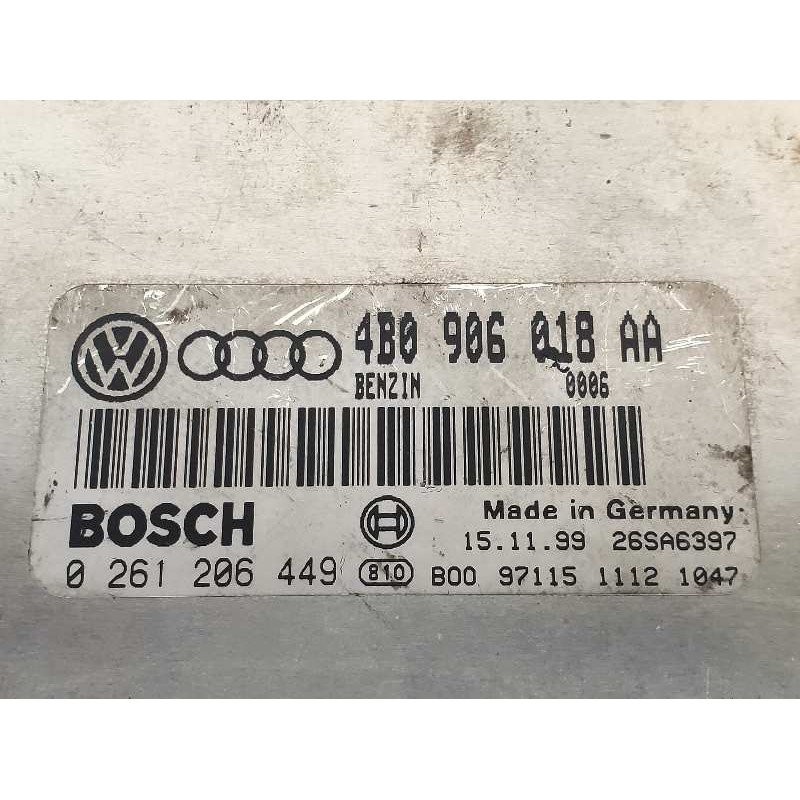 4B0 906 018 AA
BENZIN 0006
BOSCH
Made in Germany
15.11.99 26SA6397
0 261 206 449 810 B00 97115 1112 1047